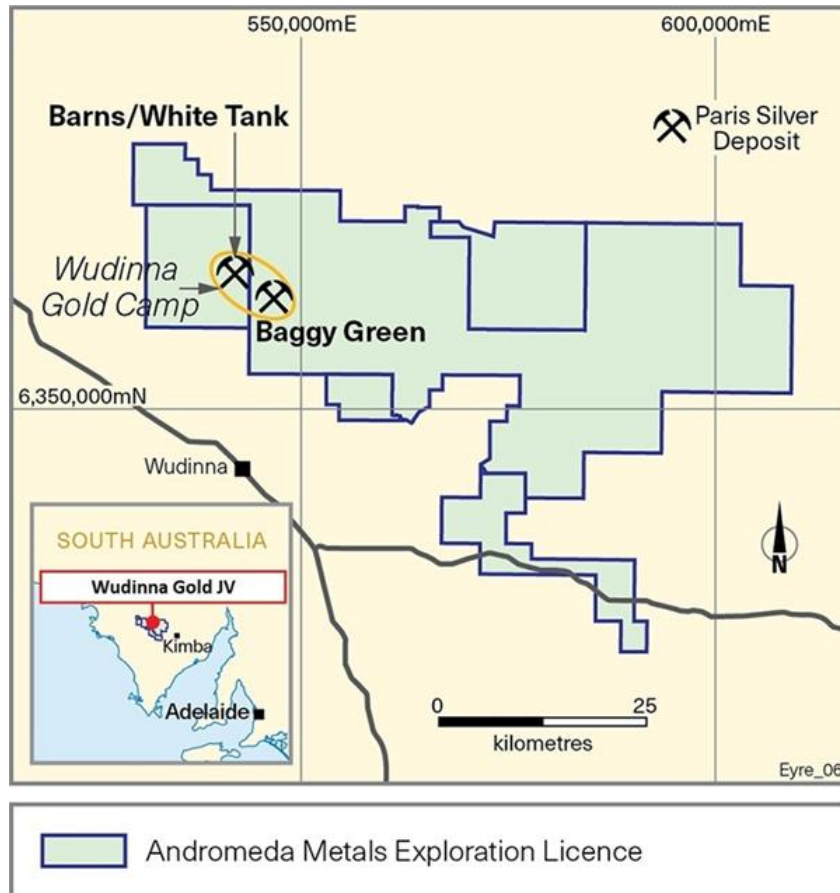 550,000mE
600,000mE
Barns/White Tank
Paris Silver
Deposit
Wudinna
Gold Camp
Baggy Green
6,350,000mN
Wudinna
SOUTH AUSTRALIA
Wudinna Gold JV
Kimba
Adelaide
N
0 25
kilometres
Eyre_06
Andromeda Metals Exploration Licence